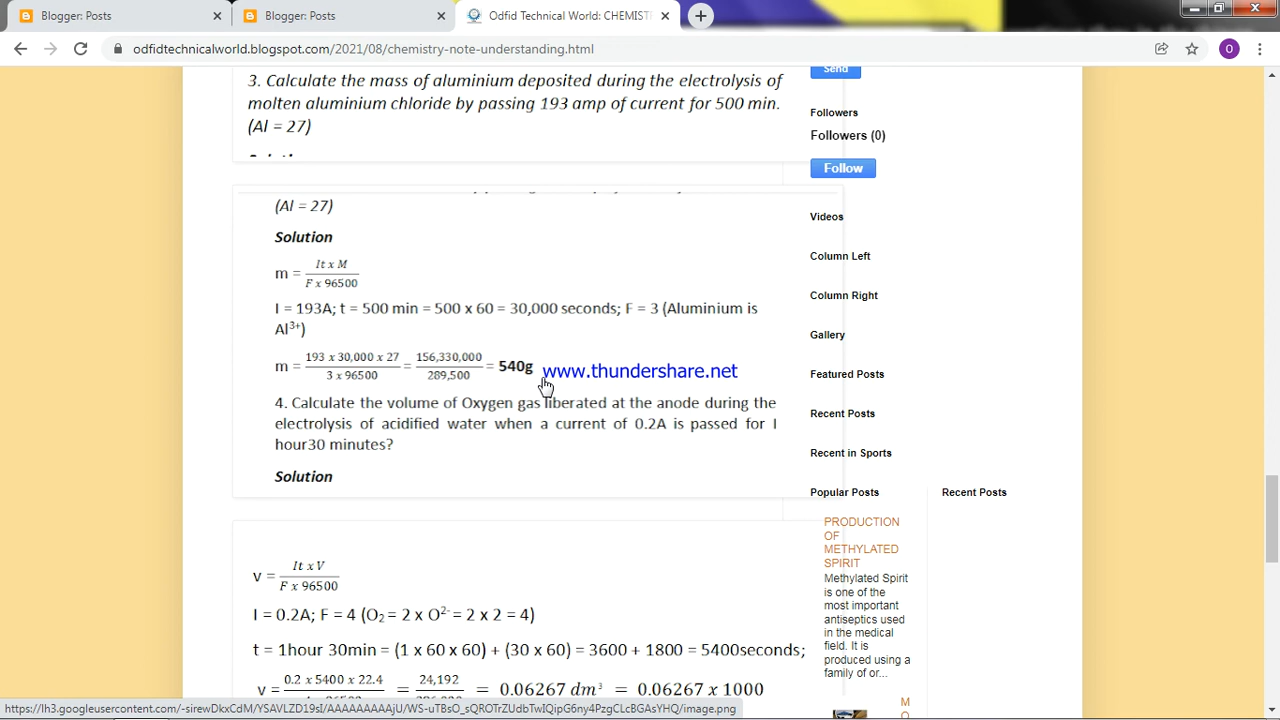 Blogger: Posts
Blogger: Posts
Odfid Technical World: CHEMIST
odfidtechnicalworld.blogspot.com/2021/08/chemistry-note-understanding.html
O
3. Calculate the mass of aluminium deposited during the electrolysis of
molten aluminium chloride by passing 193 amp of current for 500 min.
(Al = 27)
(Al = 27)
Solution
m = It x M / F x 96500
I = 193A; t = 500 min = 500 x 60 = 30,000 seconds; F = 3 (Aluminium is
Al³⁺)
m = 193 x 30,000 x 27 / 3 x 96500 = 156,330,000 / 289,500 = 540g
www.thundershare.net
4. Calculate the volume of Oxygen gas liberated at the anode during the
electrolysis of acidified water when a current of 0.2A is passed for I
hour30 minutes?
Solution
v = It x V / F x 96500
I = 0.2A; F = 4 (O₂ = 2 x O²⁻ = 2 x 2 = 4)
t = 1hour 30min = (1 x 60 x 60) + (30 x 60) = 3600 + 1800 = 5400seconds;
v = 0.2 x 5400 x 22.4 = 24,192 = 0.06267 dm³ = 0.06267 x 1000
Send
Followers
Followers (0)
Follow
Videos
Column Left
Column Right
Gallery
Featured Posts
Recent Posts
Recent in Sports
Popular Posts
PRODUCTION
OF
METHYLATED
SPIRIT
Methylated Spirit
is one of the
most important
antiseptics used
in the medical
field. It is
produced using a
family of or...
M
O
Recent Posts